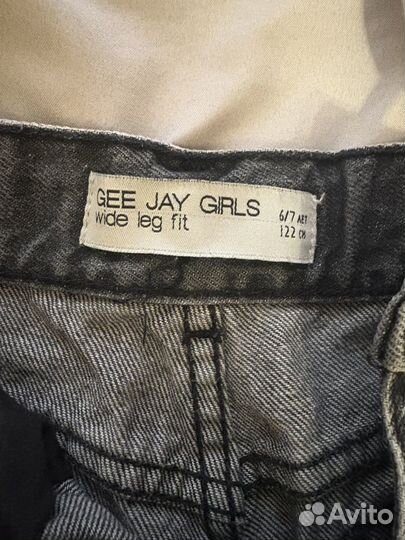 GEE JAY GIRLS
wide leg fit
6/7 ЛЕТ
122 СМ
Avito